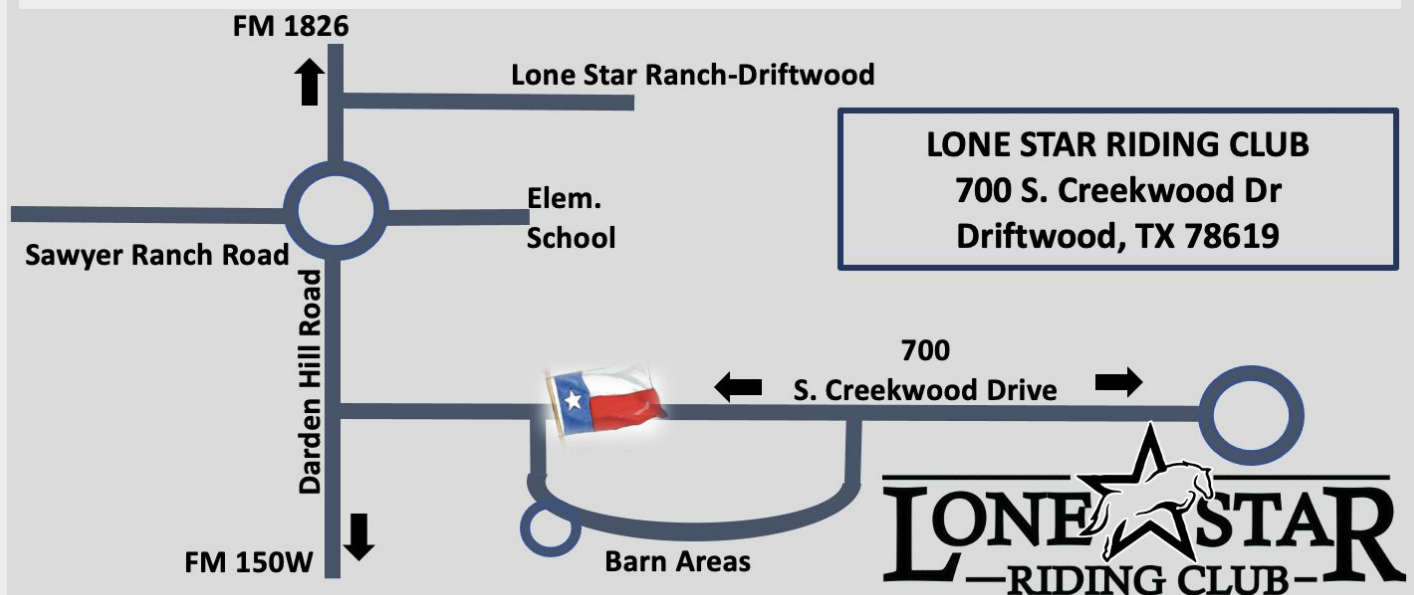 FM 1826
Lone Star Ranch-Driftwood
LONE STAR RIDING CLUB
700 S. Creekwood Dr
Driftwood, TX 78619
Elem.
School
Sawyer Ranch Road
Darden Hill Road
700
S. Creekwood Drive
FM 150W
Barn Areas
LONE STAR
RIDING CLUB